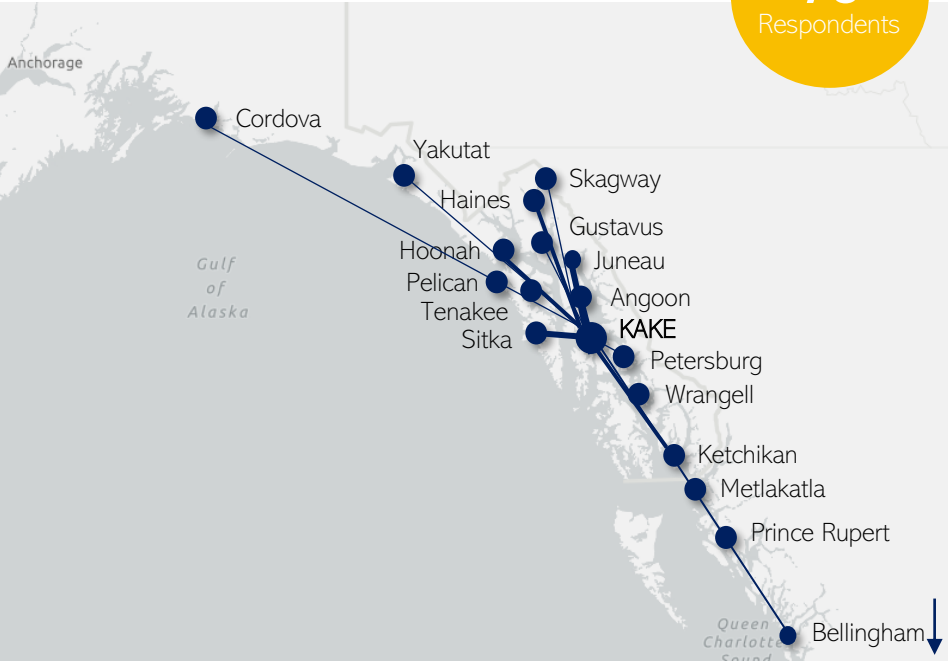 Respondents
Anchorage
Cordova
Yakutat
Skagway
Haines
Gustavus
Hoonah
Juneau
Pelican
Angoon
Tenakee
KAKE
Sitka
Petersburg
Wrangell
Gulf
of
Alaska
Ketchikan
Metlakatla
Prince Rupert
Bellingham
Queen
Charlotte
Sound